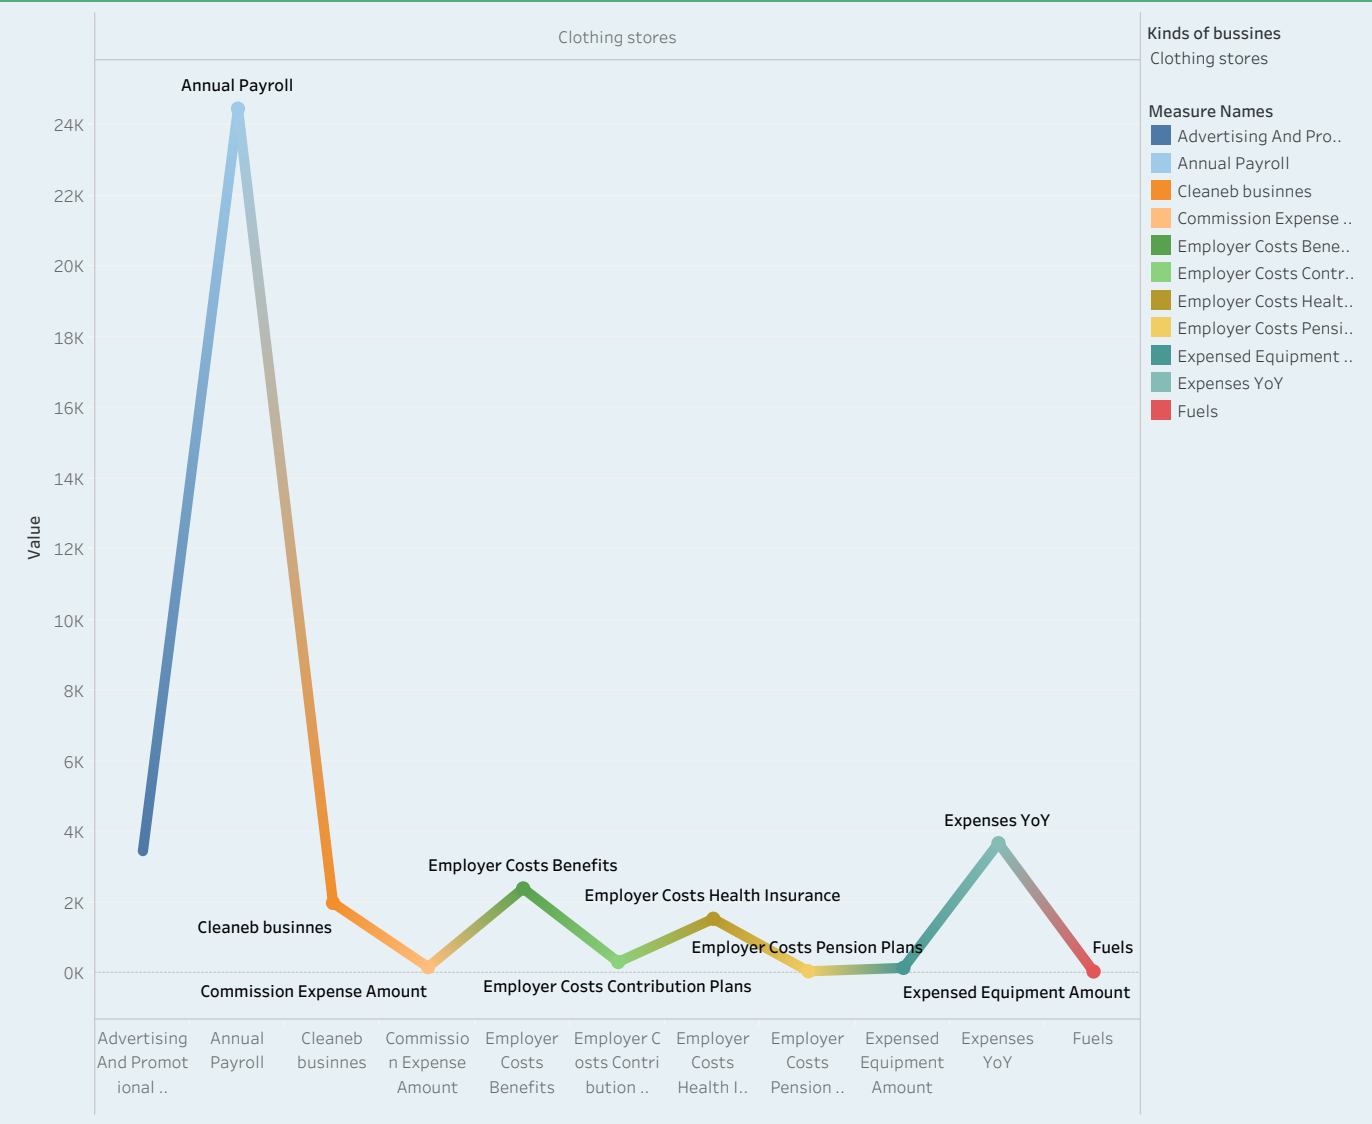 Clothing stores
Kinds of bussines
Clothing stores
Measure Names
Advertising And Pro..
Annual Payroll
Cleaneb businnes
Commission Expense ..
Employer Costs Bene..
Employer Costs Contr..
Employer Costs Healt..
Employer Costs Pensi..
Expensed Equipment ..
Expenses YoY
Fuels
Value
24K
22K
20K
18K
16K
14K
12K
10K
8K
6K
4K
2K
0K
Annual Payroll
Expenses YoY
Employer Costs Benefits
Employer Costs Health Insurance
Cleaneb businnes
Employer Costs Pension Plans
Fuels
Commission Expense Amount
Employer Costs Contribution Plans
Expensed Equipment Amount
Advertising
And Promot
ional ..
Annual
Payroll
Cleaneb
businnes
Commissio
n Expense
Amount
Employer
Costs
Benefits
Employer C
osts Contri
bution ..
Employer
Costs
Health I..
Employer
Costs
Pension ..
Expensed
Equipment
Amount
Expenses
YoY
Fuels